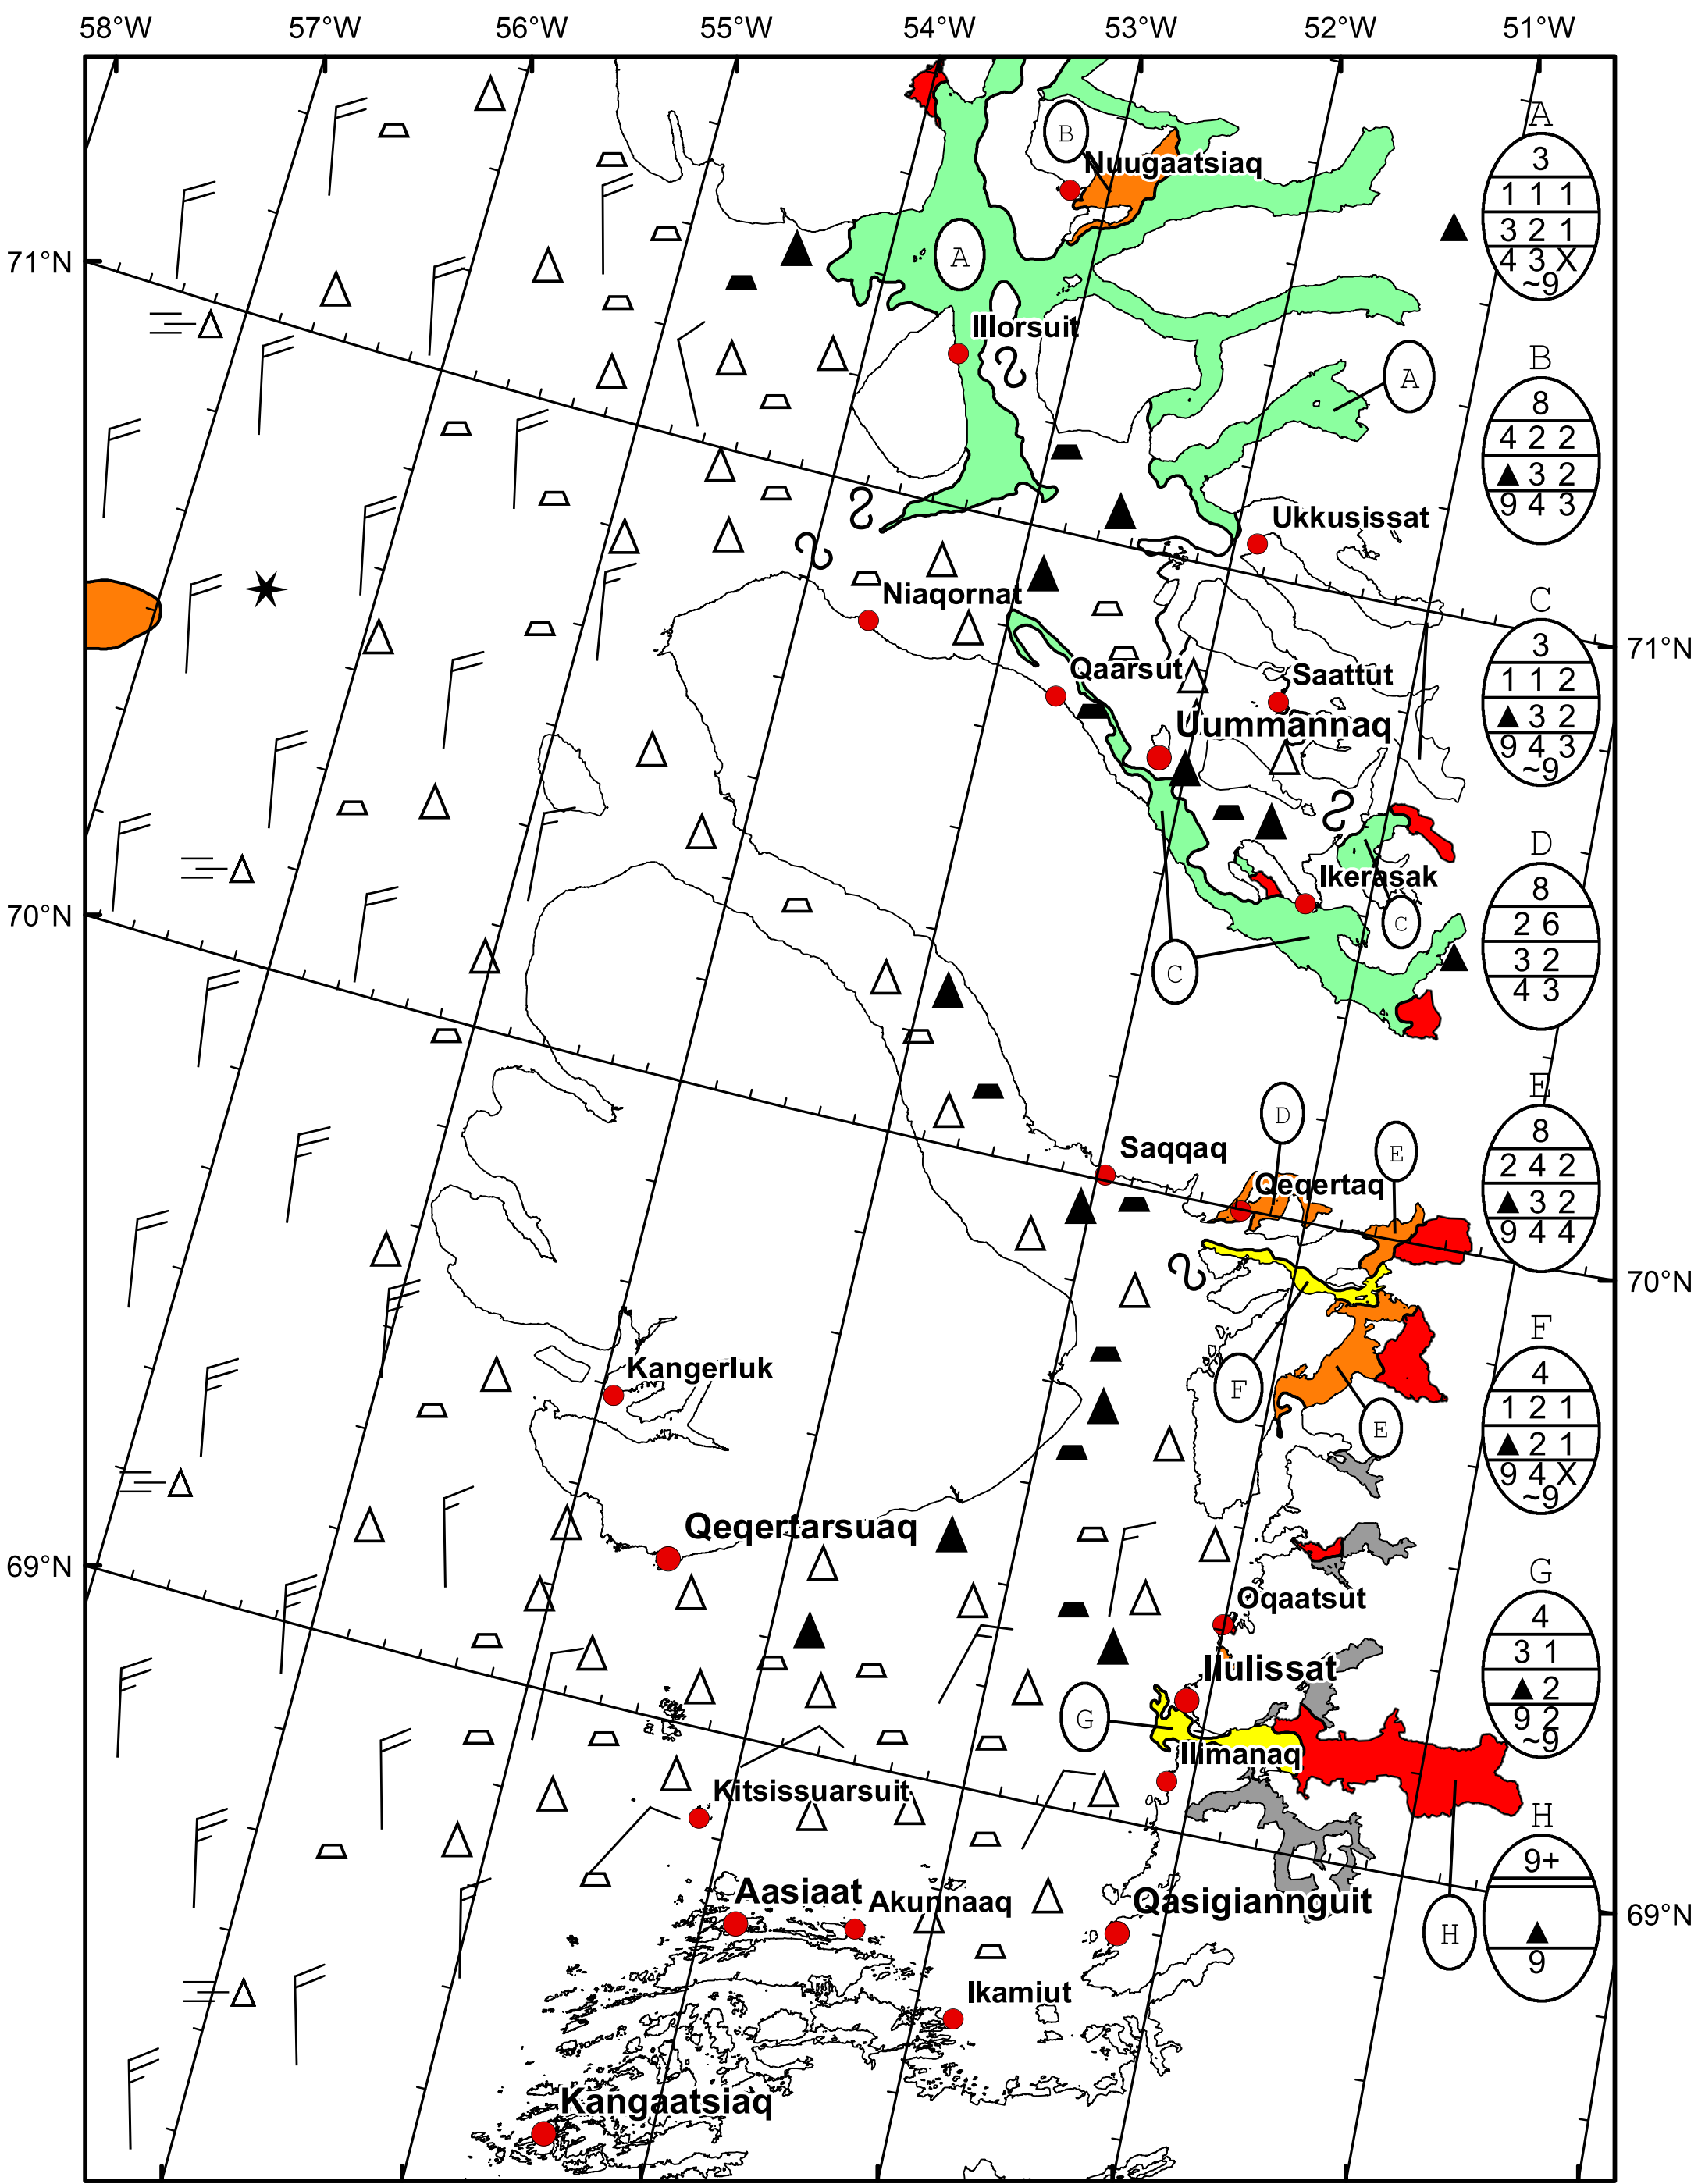 58°W 57°W 56°W 55°W 54°W 53°W 52°W 51°W
A
3
1 1 1
3 2 1
4 3 X
~9
B
Nuugaatsiaq
71°N
A
Illorsuit
A
B
8
4 2 2
▲ 3 2
9 4 3
Ukkusissat
Niaqornat
C
3
1 1 2
▲ 3 2
9 4 3
~9
71°N
Qaarsut
Saattut
Uummannaq
D
8
2 6
3 2
4 3
Ikerasak
70°N
C
C
E
8
2 4 2
▲ 3 2
9 4 4
D
E
Saqqaq
Qeqertaq
70°N
F
4
1 2 1
▲ 2 1
9 4 X
~9
Kangerluk
F
E
Qeqertarsuaq
69°N
G
4
3 1
▲ 2
9 2
~9
Oqaatsut
Ilulissat
G
Ilimanaq
Kitsissuarsuit
H
9+
▲
9
Aasiaat
Akunnaaq
Qasigiannguit
69°N
H
Ikamiut
Kangaatsiaq